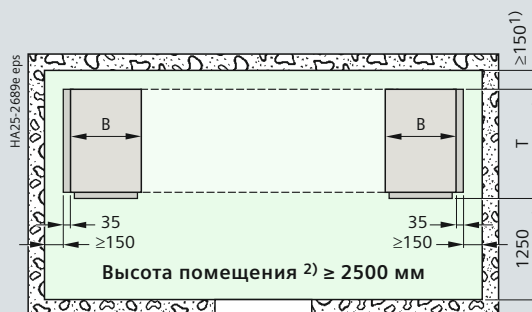 ≥150¹⁾
HA25-2689e eps
B
B
T
35
35
≥150
≥150
1250
Высота помещения ²⁾ ≥ 2500 мм